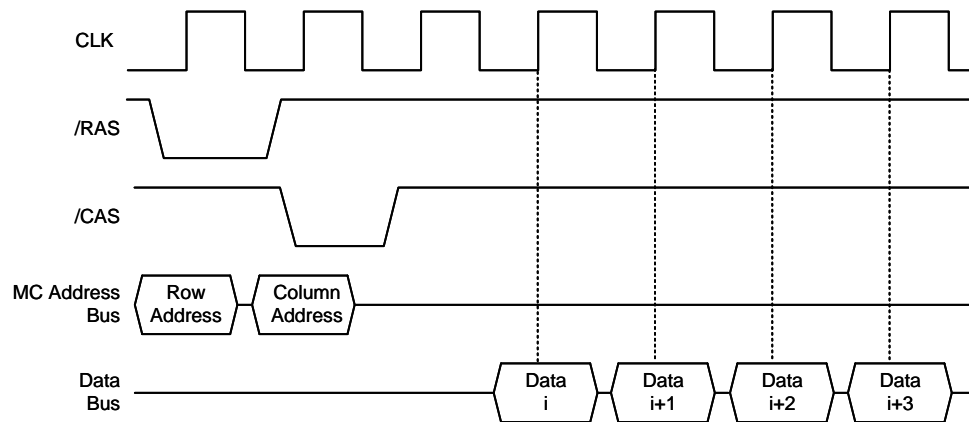 CLK
/RAS
/CAS
MC Address
Bus
Row
Address
Column
Address
Data
Bus
Data
i
Data
i+1
Data
i+2
Data
i+3